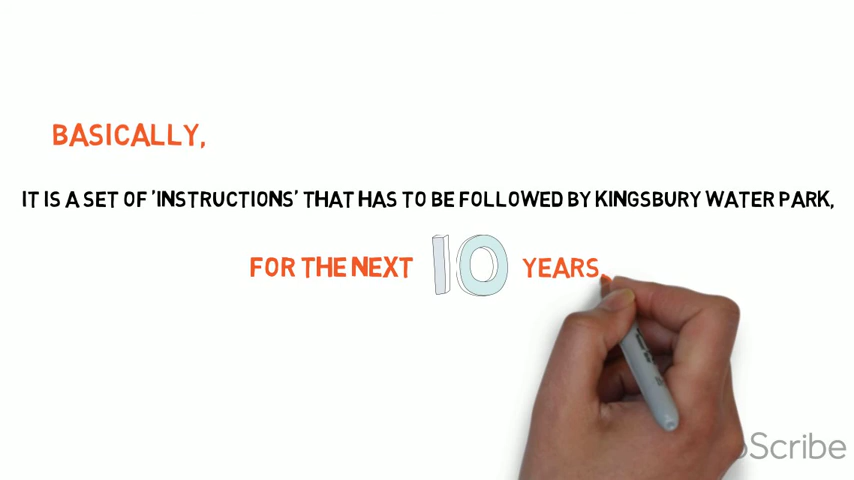 BASICALLY,
IT IS A SET OF 'INSTRUCTIONS' THAT HAS TO BE FOLLOWED BY KINGSBURY WATER PARK,
FOR THE NEXT 10 YEARS.
Scribe